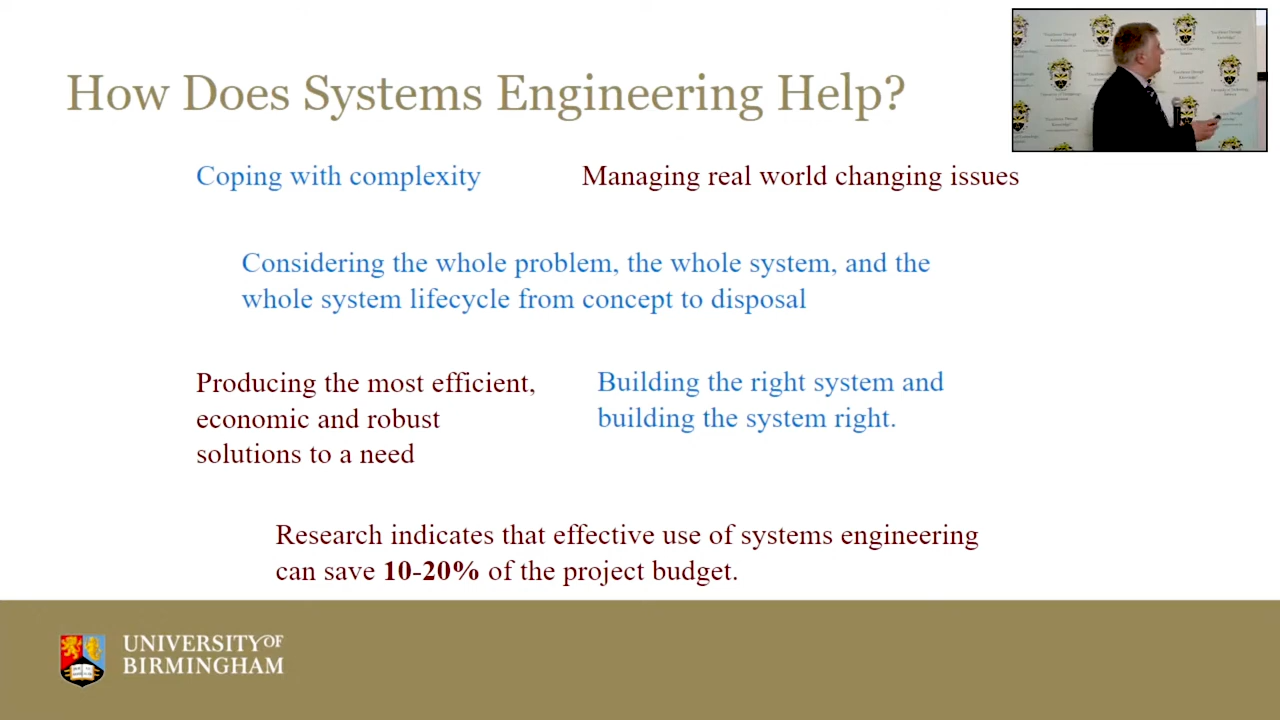 How Does Systems Engineering Help?
Coping with complexity
Managing real world changing issues
Considering the whole problem, the whole system, and the
whole system lifecycle from concept to disposal
Producing the most efficient,
economic and robust
solutions to a need
Building the right system and
building the system right.
Research indicates that effective use of systems engineering
can save 10-20% of the project budget.
UNIVERSITY OF
BIRMINGHAM